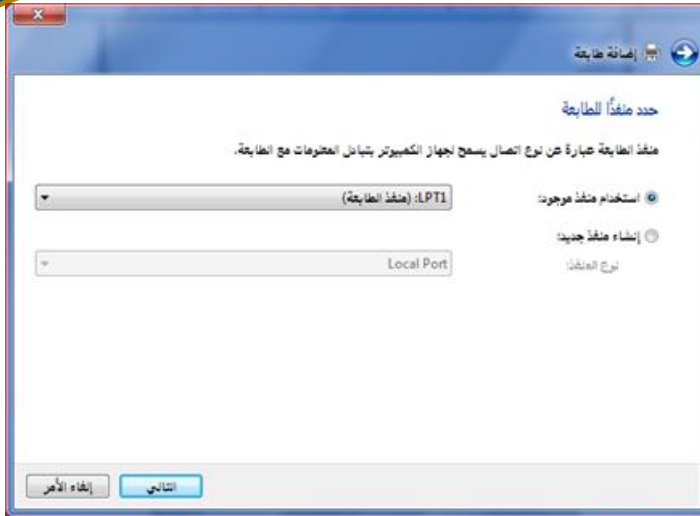 إضافة طابعة
حدد منفذًا للطابعة
منفذ الطابعة عبارة عن نوع اتصال يسمح لجهاز الكمبيوتر بتبادل المعلومات مع الطابعة.
استخدام منفذ موجود: LPT1: (منفذ الطابعة)
إنشاء منفذ جديد:
نوع المنفذ: Local Port
التالي إلغاء الأمر